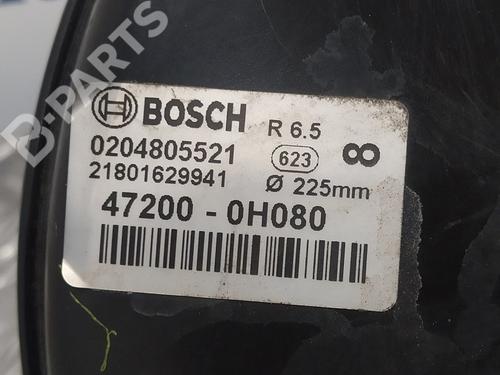 B-PARTS
BOSCH R 6.5
0204805521 623 ∞
21801629941 Ø 225mm
47200 - 0H080